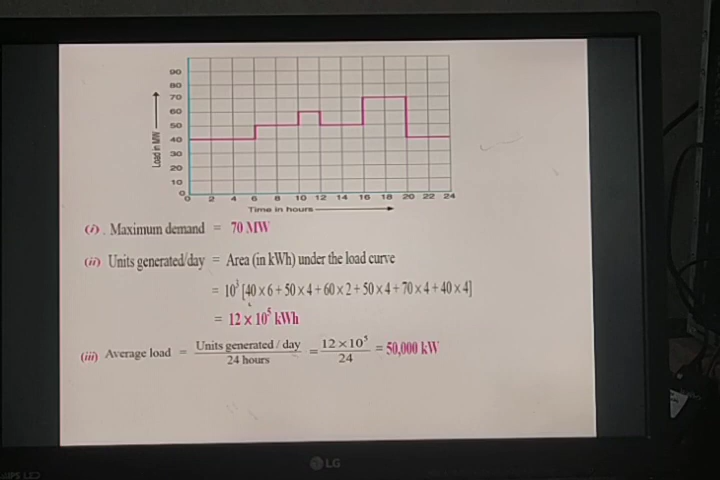 90
80
70
60
50
40
30
20
10
0
Load in MW
0 2 4 6 8 10 12 14 16 18 20 22 24
Time in hours
(i) . Maximum demand = 70 MW
(ii) Units generated/day = Area (in kWh) under the load curve
= 10³ [40 × 6 + 50 × 4 + 60 × 2 + 50 × 4 + 70 × 4 + 40 × 4]
= 12 × 10⁵ kWh
(iii) Average load = Units generated / day / 24 hours = 12 × 10⁵ / 24 = 50,000 kW
LG
IPS LED